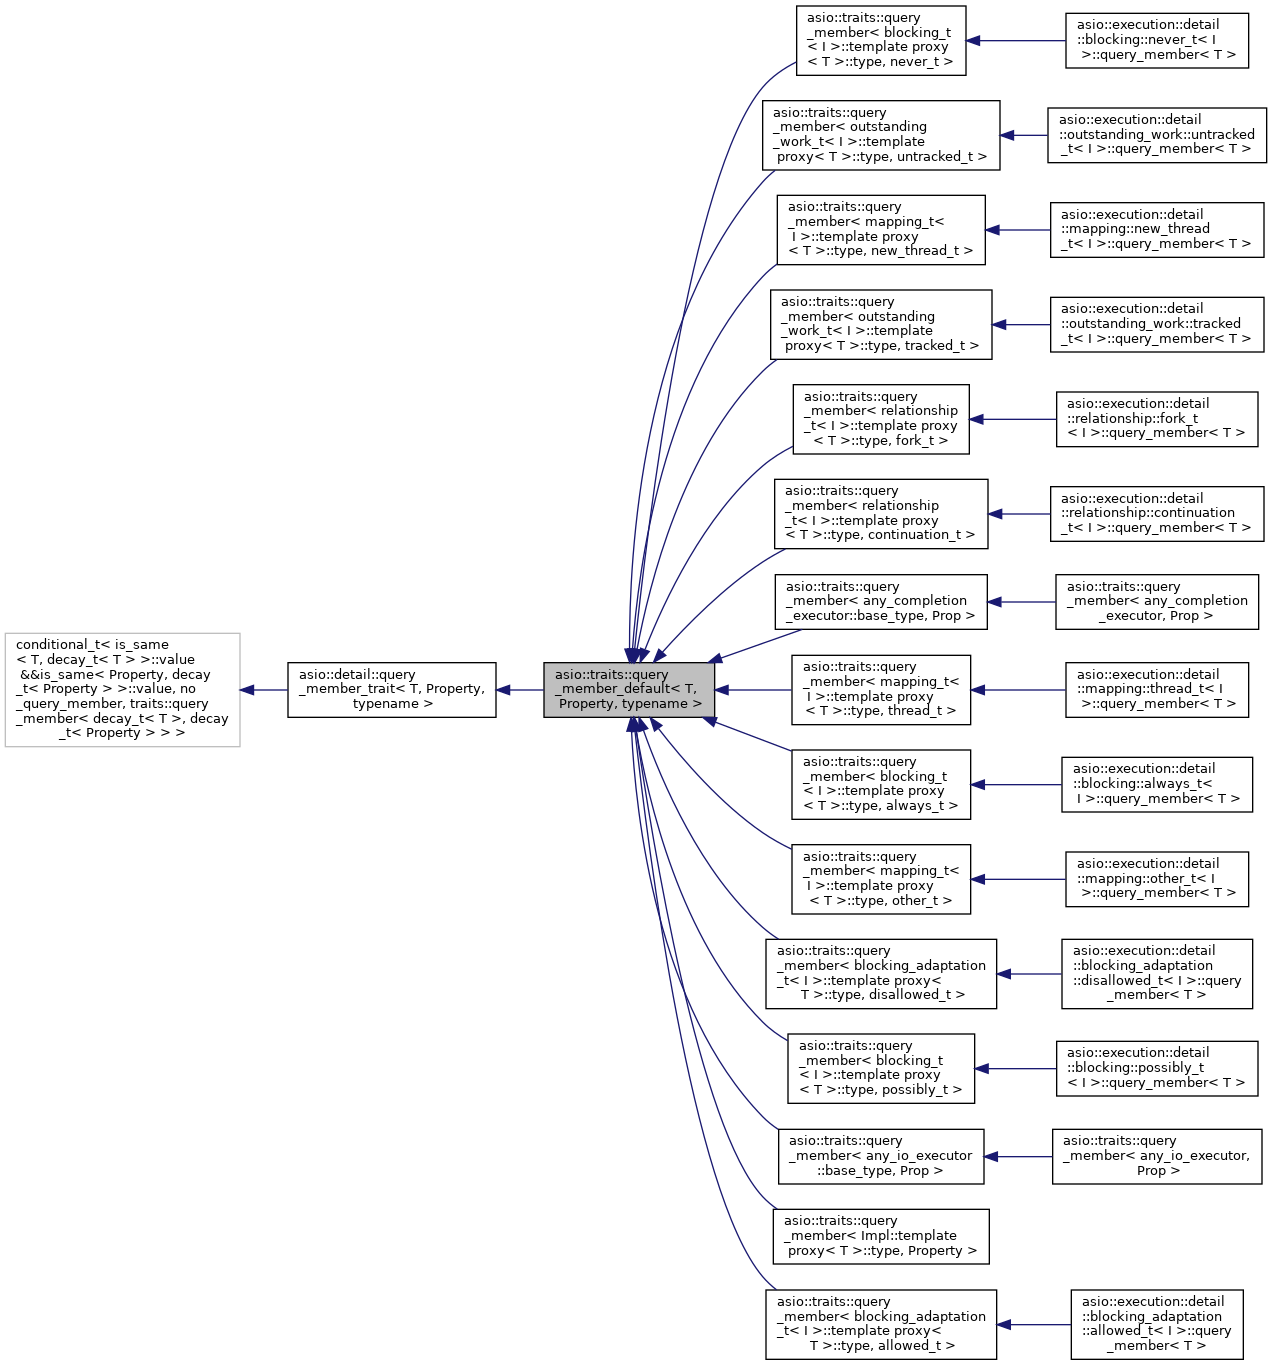 asio::traits::query
_member< blocking_t
< I >::template proxy
< T >::type, never_t >
asio::execution::detail
::blocking::never_t< I
>::query_member< T >
asio::traits::query
_member< outstanding
_work_t< I >::template
proxy< T >::type, untracked_t >
asio::execution::detail
::outstanding_work::untracked
_t< I >::query_member< T >
asio::traits::query
_member< mapping_t<
I >::template proxy
< T >::type, new_thread_t >
asio::execution::detail
::mapping::new_thread
_t< I >::query_member< T >
asio::traits::query
_member< outstanding
_work_t< I >::template
proxy< T >::type, tracked_t >
asio::execution::detail
::outstanding_work::tracked
_t< I >::query_member< T >
asio::traits::query
_member< relationship
_t< I >::template proxy
< T >::type, fork_t >
asio::execution::detail
::relationship::fork_t
< I >::query_member< T >
asio::traits::query
_member< relationship
_t< I >::template proxy
< T >::type, continuation_t >
asio::execution::detail
::relationship::continuation
_t< I >::query_member< T >
asio::traits::query
_member< any_completion
_executor::base_type, Prop >
asio::traits::query
_member< any_completion
_executor, Prop >
conditional_t< is_same
< T, decay_t< T > >::value
&&is_same< Property, decay
_t< Property > >::value, no
_query_member, traits::query
_member< decay_t< T >, decay
_t< Property > > >
asio::detail::query
_member_trait< T, Property,
typename >
asio::traits::query
_member_default< T,
Property, typename >
asio::traits::query
_member< mapping_t<
I >::template proxy
< T >::type, thread_t >
asio::execution::detail
::mapping::thread_t< I
>::query_member< T >
asio::traits::query
_member< blocking_t
< I >::template proxy
< T >::type, always_t >
asio::execution::detail
::blocking::always_t<
I >::query_member< T >
asio::traits::query
_member< mapping_t<
I >::template proxy
< T >::type, other_t >
asio::execution::detail
::mapping::other_t< I
>::query_member< T >
asio::traits::query
_member< blocking_adaptation
_t< I >::template proxy<
T >::type, disallowed_t >
asio::execution::detail
::blocking_adaptation
::disallowed_t< I >::query
_member< T >
asio::traits::query
_member< blocking_t
< I >::template proxy
< T >::type, possibly_t >
asio::execution::detail
::blocking::possibly_t
< I >::query_member< T >
asio::traits::query
_member< any_io_executor
::base_type, Prop >
asio::traits::query
_member< any_io_executor,
Prop >
asio::traits::query
_member< Impl::template
proxy< T >::type, Property >
asio::traits::query
_member< blocking_adaptation
_t< I >::template proxy<
T >::type, allowed_t >
asio::execution::detail
::blocking_adaptation
::allowed_t< I >::query
_member< T >